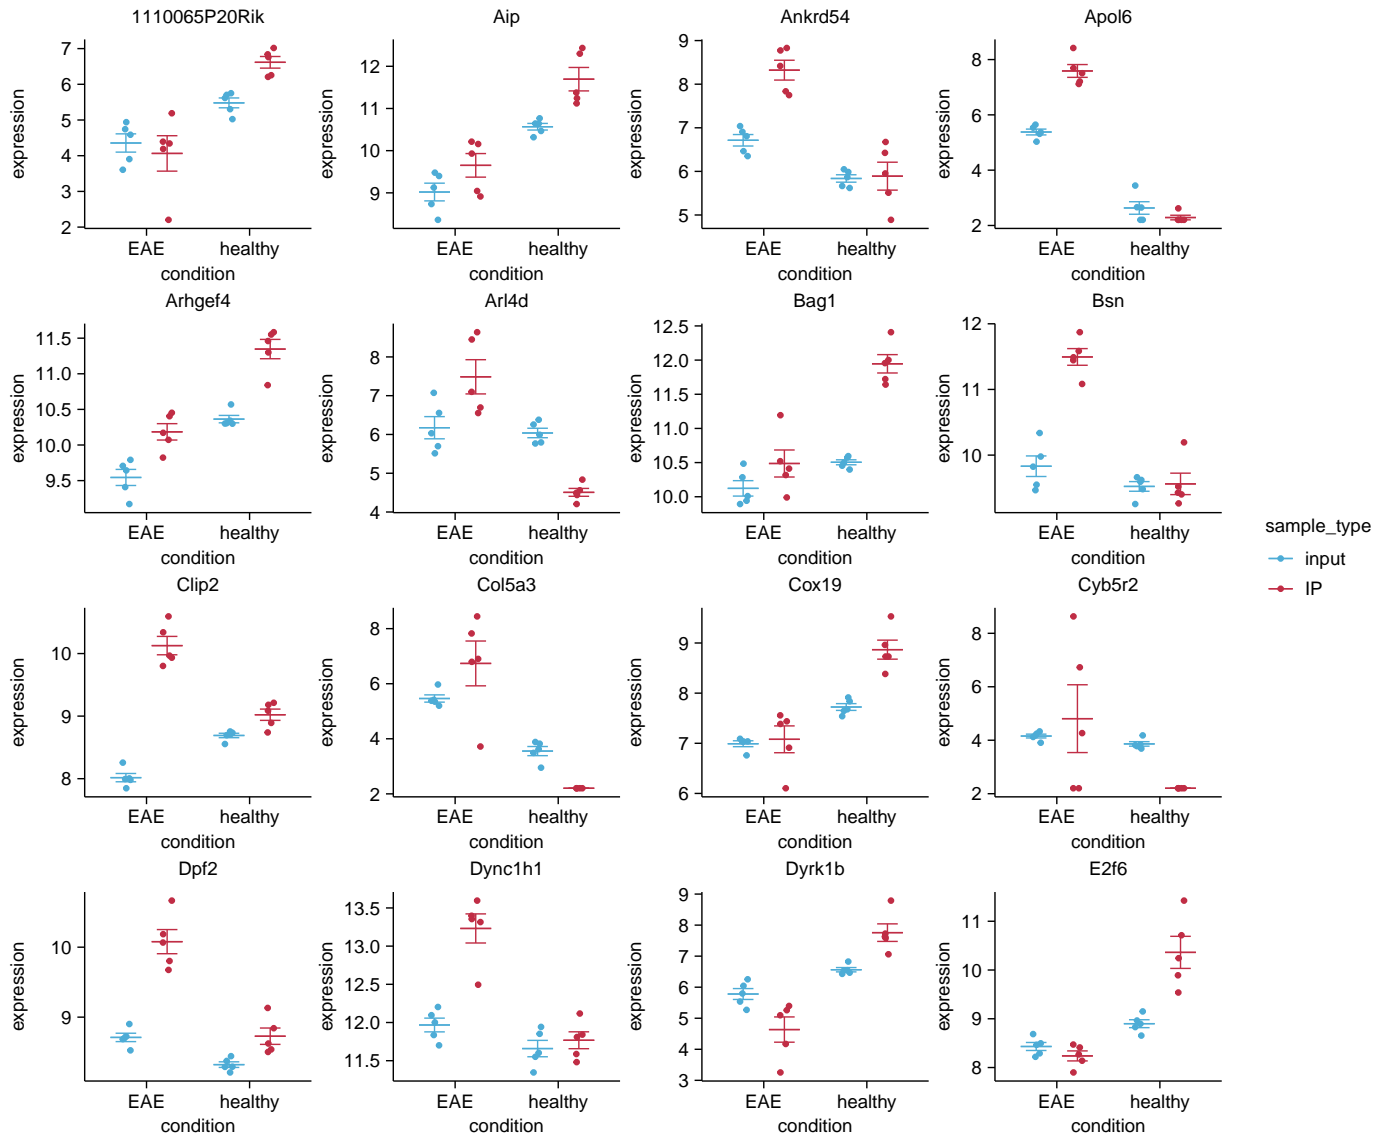 1110065P20Rik
expression
7
6
5
4
3
2
EAE healthy
condition
Aip
expression
12
11
10
9
EAE healthy
condition
Ankrd54
expression
9
8
7
6
5
EAE healthy
condition
Apol6
expression
8
6
4
2
EAE healthy
condition
Arhgef4
expression
11.5
11.0
10.5
10.0
9.5
EAE healthy
condition
Arl4d
expression
8
7
6
5
4
EAE healthy
condition
Bag1
expression
12.5
12.0
11.5
11.0
10.5
10.0
EAE healthy
condition
Bsn
expression
12
11
10
EAE healthy
condition
sample_type
input
IP
Clip2
expression
10
9
8
EAE healthy
condition
Col5a3
expression
8
6
4
2
EAE healthy
condition
Cox19
expression
9
8
7
6
EAE healthy
condition
Cyb5r2
expression
8
6
4
2
EAE healthy
condition
Dpf2
expression
10
9
EAE healthy
condition
Dync1h1
expression
13.5
13.0
12.5
12.0
11.5
EAE healthy
condition
Dyrk1b
expression
9
8
7
6
5
4
3
EAE healthy
condition
E2f6
expression
11
10
9
8
EAE healthy
condition